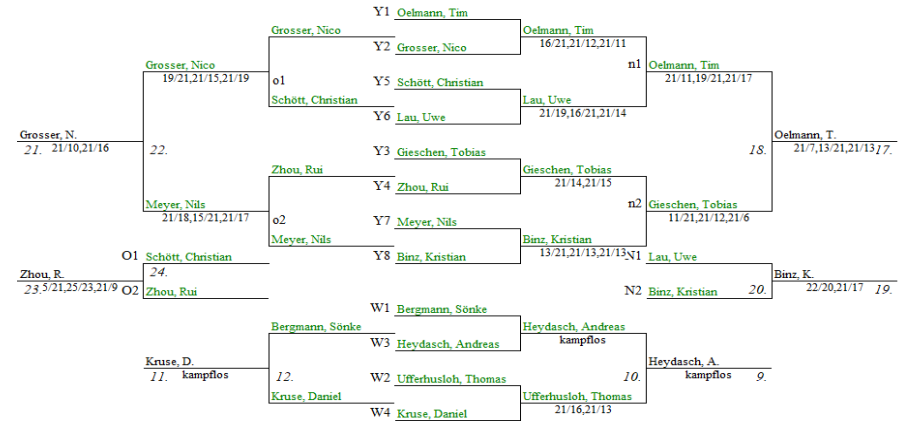 Y1 Oelmann, Tim
Grosser, Nico Oelmann, Tim
16/21,21/12,21/11
Y2 Grosser, Nico
Grosser, Nico n1 Oelmann, Tim
19/21,21/15,21/19 o1 21/11,19/21,21/17
Y5 Schött, Christian
Schött, Christian Lau, Uwe
21/19,16/21,21/14
Y6 Lau, Uwe
Grosser, N. Oelmann, T.
21. 21/10,21/16 22. 18. 21/7,13/21,21/13 17.
Y3 Gieschen, Tobias
Zhou, Rui Gieschen, Tobias
21/14,21/15
Y4 Zhou, Rui
Meyer, Nils n2 Gieschen, Tobias
21/18,15/21,21/17 o2 11/21,21/12,21/6
Y7 Meyer, Nils
Meyer, Nils Binz, Kristian
13/21,21/13,21/13
O1 Schött, Christian Y8 Binz, Kristian N1 Lau, Uwe
Zhou, R. 24. Binz, K.
23. 5/21,25/23,21/9 O2 Zhou, Rui N2 Binz, Kristian 20. 22/20,21/17 19.
W1 Bergmann, Sönke
Bergmann, Sönke Heydasch, Andreas
kampflos
W3 Heydasch, Andreas
Kruse, D. Heydasch, A.
11. kampflos 12. 10. kampflos 9.
W2 Ufferhusloh, Thomas
Kruse, Daniel Ufferhusloh, Thomas
21/16,21/13
W4 Kruse, Daniel